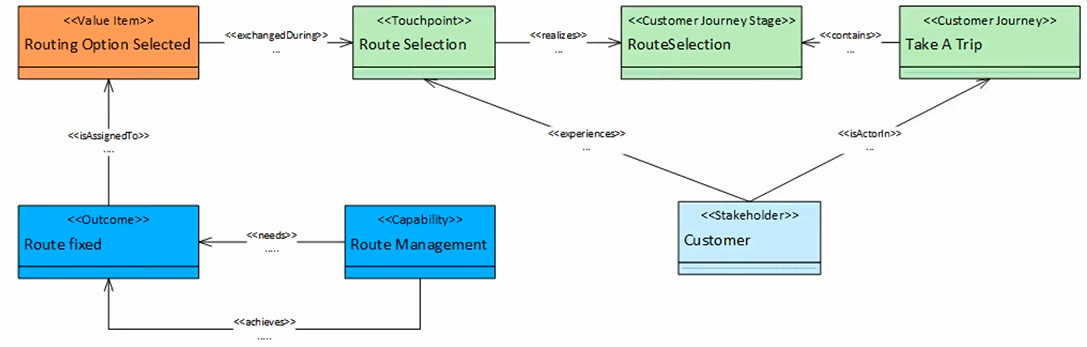 <<Value Item>>
Routing Option Selected
<<exchangedDuring>>
...
<<Touchpoint>>
Route Selection
<<realizes>>
...
<<Customer Journey Stage>>
RouteSelection
<<contains>>
...
<<Customer Journey>>
Take A Trip
<<isAssignedTo>>
....
<<experiences>>
...
<<isActorIn>>
...
<<Outcome>>
Route fixed
<<needs>>
.....
<<Capability>>
Route Management
<<Stakeholder>>
Customer
<<achieves>>
.....